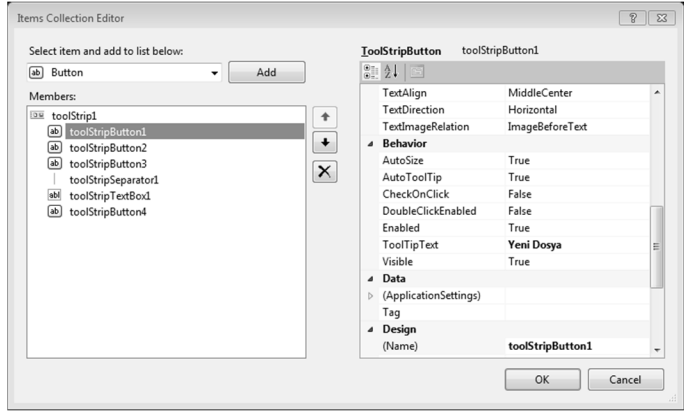 Items Collection Editor
Select item and add to list below:
Button
Add
Members:
toolStrip1
toolStripButton1
toolStripButton2
toolStripButton3
toolStripSeparator1
toolStripTextBox1
toolStripButton4
ToolStripButton toolStripButton1
TextAlign MiddleCenter
TextDirection Horizontal
TextImageRelation ImageBeforeText
Behavior
AutoSize True
AutoToolTip True
CheckOnClick False
DoubleClickEnabled False
Enabled True
ToolTipText Yeni Dosya
Visible True
Data
(ApplicationSettings)
Tag
Design
(Name) toolStripButton1
OK Cancel